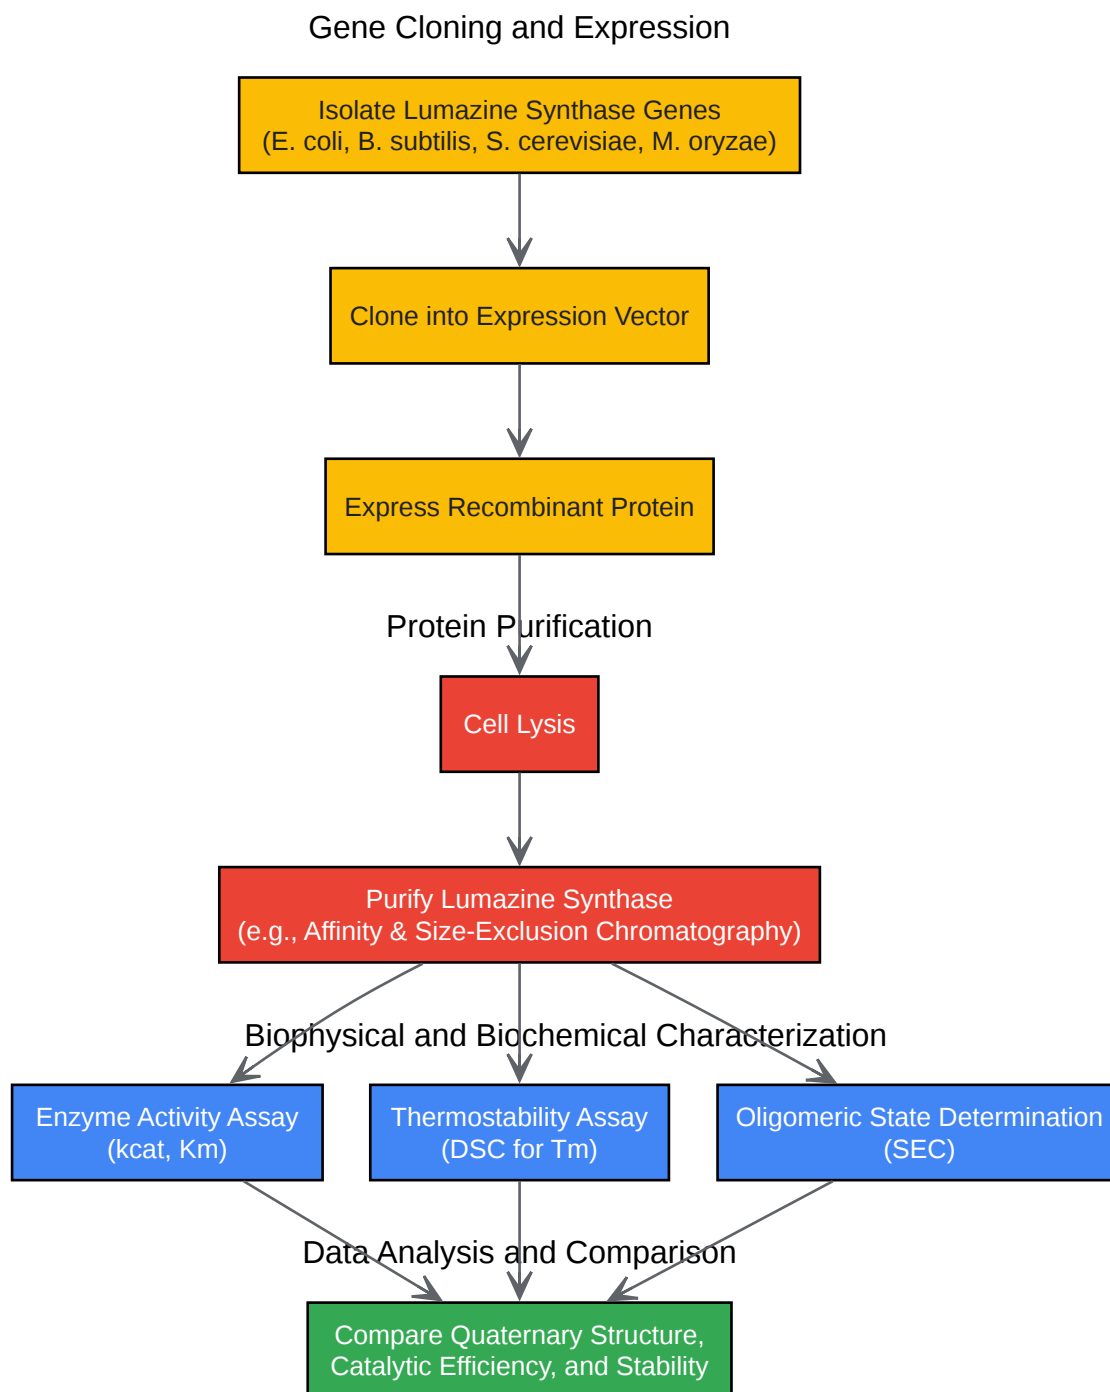 Gene Cloning and Expression
Isolate Lumazine Synthase Genes
(E. coli, B. subtilis, S. cerevisiae, M. oryzae)
Clone into Expression Vector
Express Recombinant Protein
Protein Purification
Cell Lysis
Purify Lumazine Synthase
(e.g., Affinity & Size-Exclusion Chromatography)
Biophysical and Biochemical Characterization
Enzyme Activity Assay
(kcat, Km)
Thermostability Assay
(DSC for Tm)
Oligomeric State Determination
(SEC)
Data Analysis and Comparison
Compare Quaternary Structure,
Catalytic Efficiency, and Stability